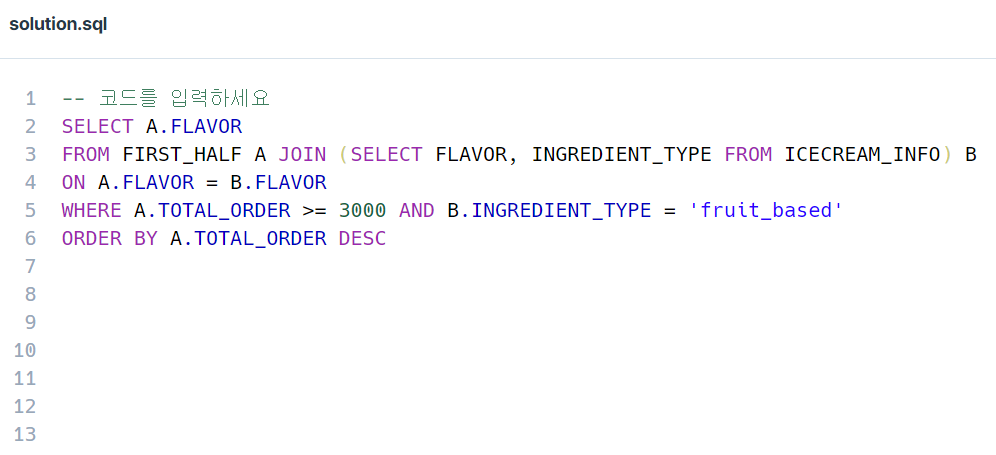 solution.sql
1 -- 코드를 입력하세요
2 SELECT A.FLAVOR
3 FROM FIRST_HALF A JOIN (SELECT FLAVOR, INGREDIENT_TYPE FROM ICECREAM_INFO) B
4 ON A.FLAVOR = B.FLAVOR
5 WHERE A.TOTAL_ORDER >= 3000 AND B.INGREDIENT_TYPE = 'fruit_based'
6 ORDER BY A.TOTAL_ORDER DESC
7
8
9
10
11
12
13